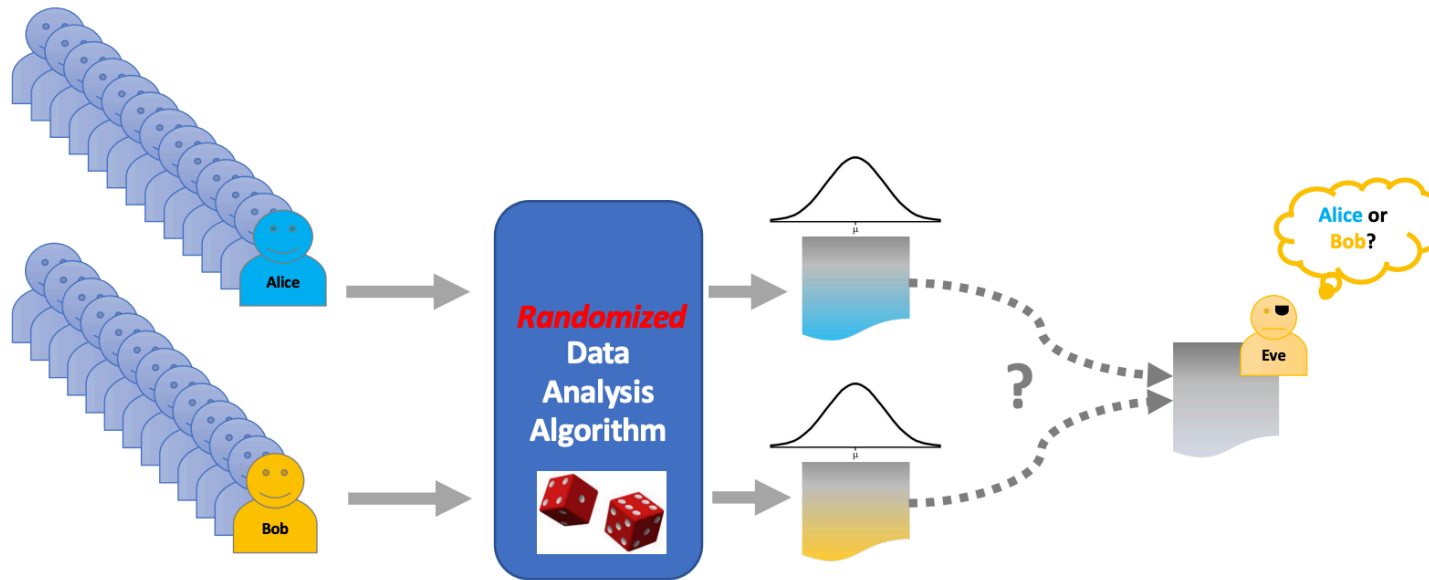 Alice
Bob
Randomized
Data
Analysis
Algorithm
μ
μ
?
Alice or
Bob?
Eve